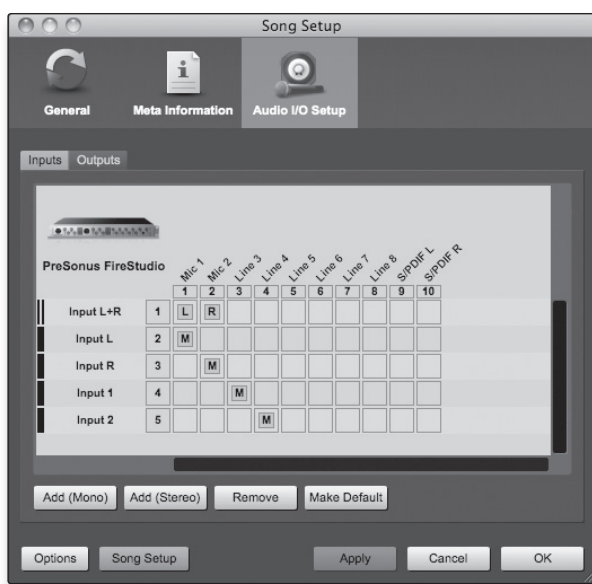 Song Setup
General Meta Information Audio I/O Setup
Inputs Outputs
PreSonus FireStudio
Mic 1 Mic 2 Line 3 Line 4 Line 5 Line 6 Line 7 Line 8 S/PDIF L S/PDIF R
1 2 3 4 5 6 7 8 9 10
Input L+R 1 L R
Input L 2 M
Input R 3 M
Input 1 4 M
Input 2 5 M
Add (Mono) Add (Stereo) Remove Make Default
Options Song Setup Apply Cancel OK